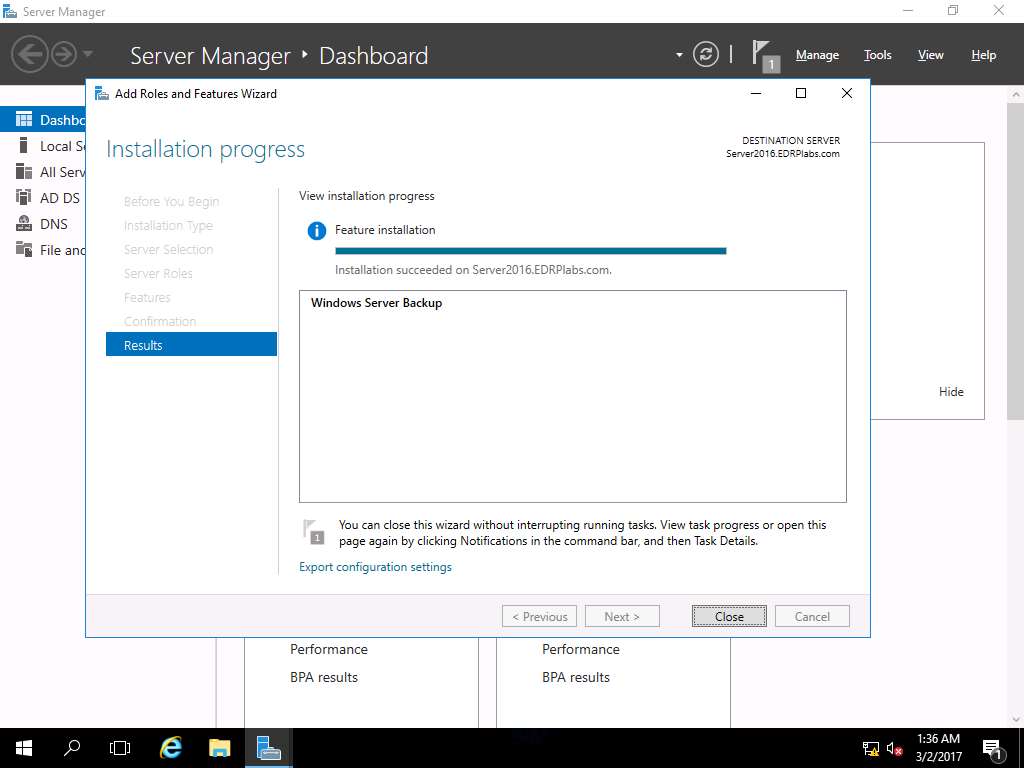 Server Manager
Server Manager ‣ Dashboard
1
Manage
Tools
View
Help
Add Roles and Features Wizard
Installation progress
DESTINATION SERVER
Server2016.EDRPlabs.com
Dashbo
Local Se
All Serv
AD DS
DNS
File and
Before You Begin
Installation Type
Server Selection
Server Roles
Features
Confirmation
Results
View installation progress
Feature installation
Installation succeeded on Server2016.EDRPlabs.com.
Windows Server Backup
Hide
1
You can close this wizard without interrupting running tasks. View task progress or open this
page again by clicking Notifications in the command bar, and then Task Details.
Export configuration settings
< Previous
Next >
Close
Cancel
Performance
BPA results
Performance
BPA results
1:36 AM
3/2/2017
1